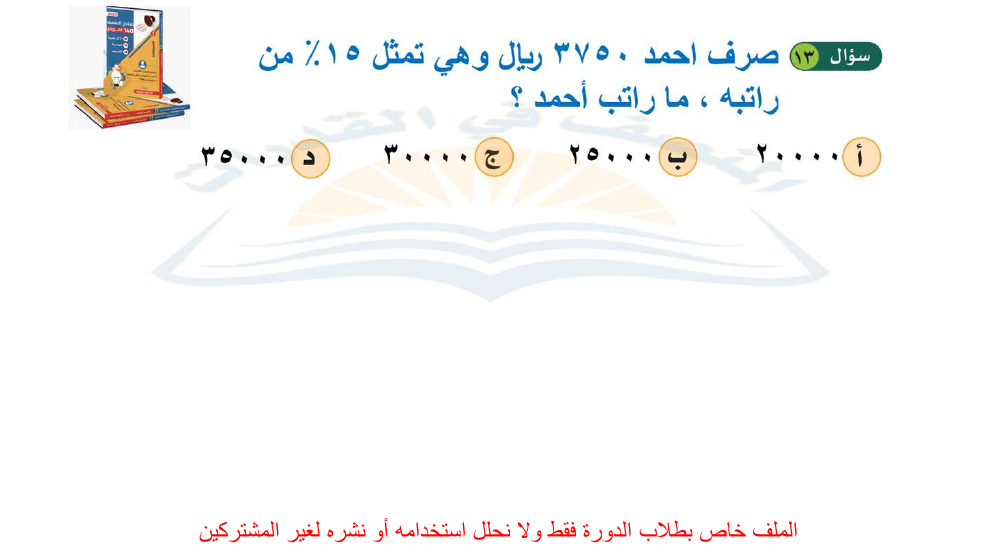 سؤال ١٣ صرف احمد ٣٧٥٠ ريال وهي تمثل ١٥٪ من
راتبه ، ما راتب أحمد ؟
أ ٢٠٠٠٠ ب ٢٥٠٠٠ ج ٣٠٠٠٠ د ٣٥٠٠٠
الملف خاص بطلاب الدورة فقط ولا نحلل استخدامه أو نشره لغير المشتركين